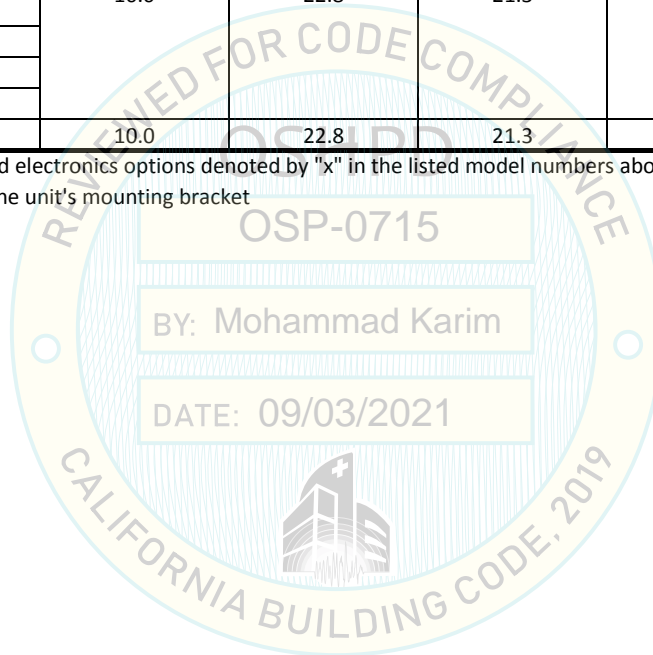 10.0 22.8 21.3
10.0 22.8 21.3
d electronics options denoted by "x" in the listed model numbers abo
ne unit's mounting bracket
REVIEWED FOR CODE COMPLIANCE
OSHPD
OSP-0715
BY: Mohammad Karim
DATE: 09/03/2021
CALIFORNIA BUILDING CODE, 2019